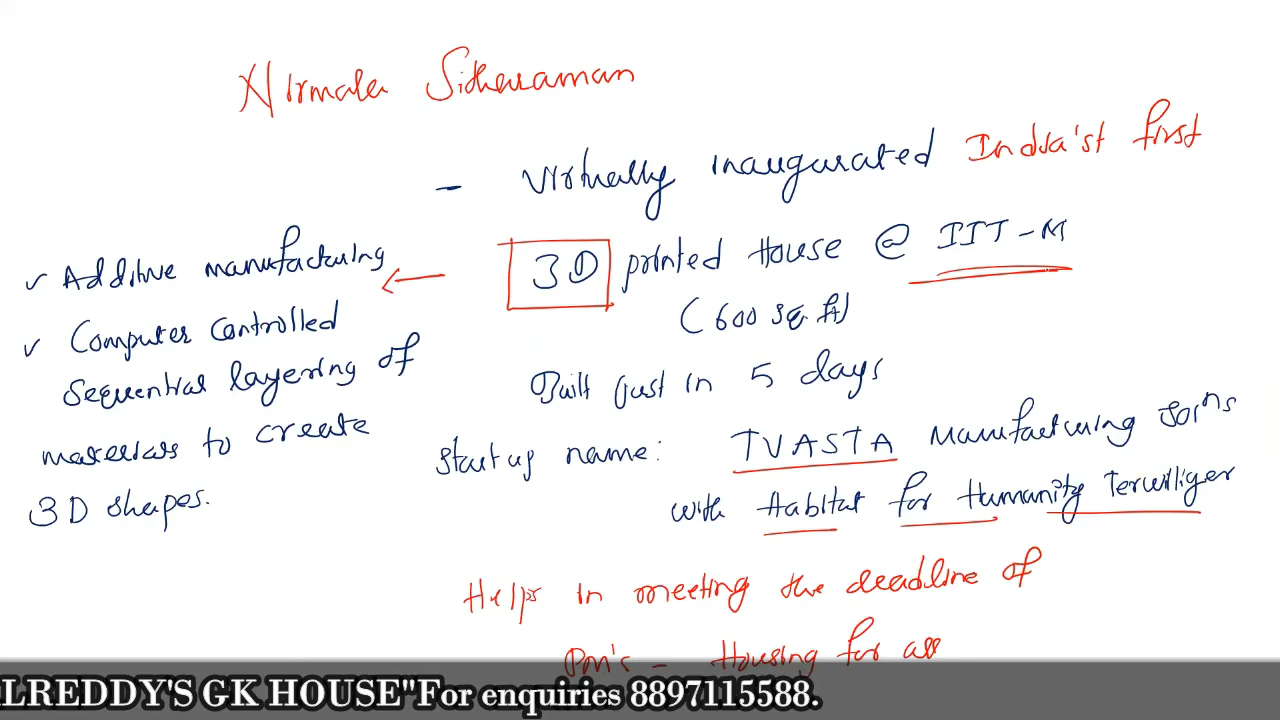 Nirmala Sitharaman
- Virtually inaugurated India'st first
3D printed House @ IIT-M
(600 sq ft)
Built just in 5 days
Startup name: TVASTA Manufacturing Joins
with Habitat for Humanity Terwilliger
Helps in meeting the deadline of
PM's - Housing for all
✓ Additive manufacturing
✓ Computer controlled
sequential layering of
materials to create
3D shapes.
LREDDY'S GK HOUSE"For enquiries 8897115588.